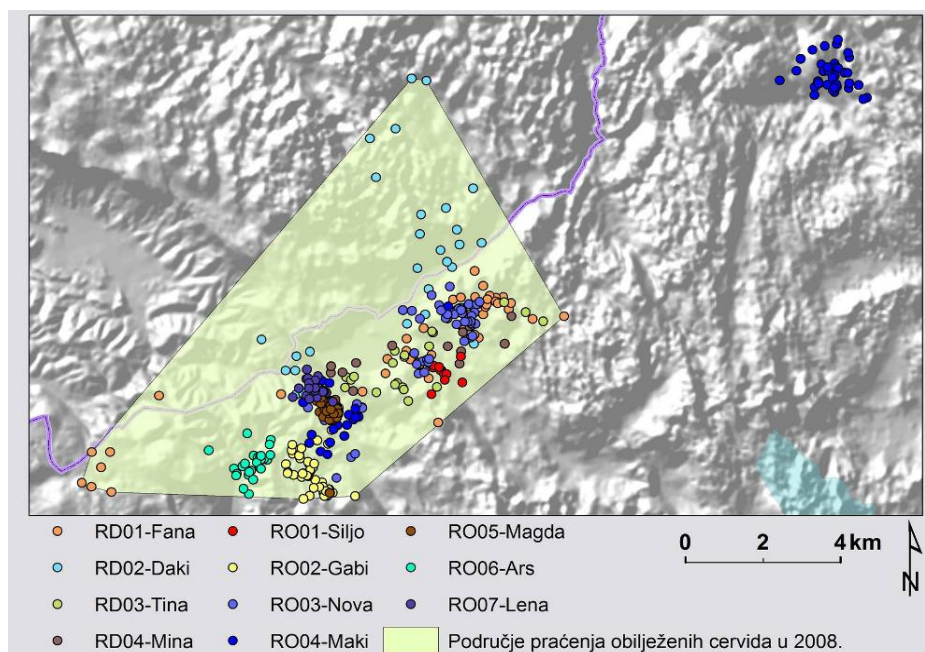 RD01-Fana RO01-Siljo RO05-Magda
RD02-Daki RO02-Gabi RO06-Ars
RD03-Tina RO03-Nova RO07-Lena
RD04-Mina RO04-Maki Područje praćenja obilježenih cervida u 2008.
0 2 4 km
N